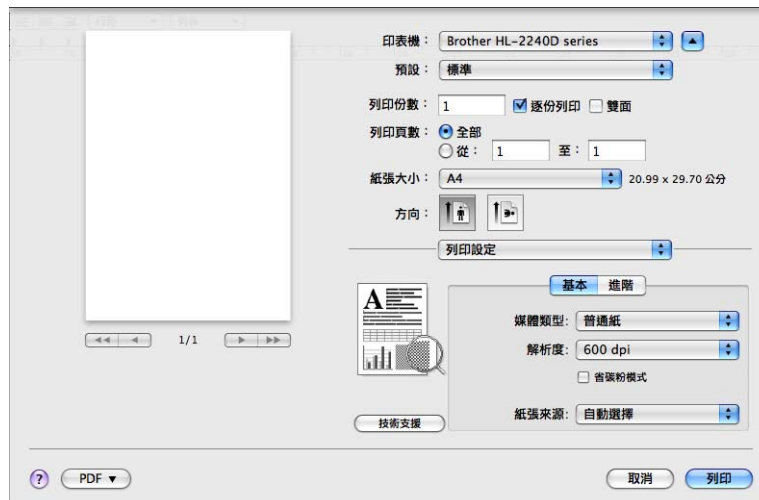 印表機： Brother HL-2240D series
預設： 標準
列印份數： 1 逐份列印 雙面
列印頁數： 全部
從： 1 至： 1
紙張大小： A4 20.99 x 29.70 公分
方向：
列印設定
基本 進階
媒體類型: 普通紙
解析度: 600 dpi
省碳粉模式
紙張來源: 自動選擇
1/1
A
技術支援
? PDF ▼ 取消 列印